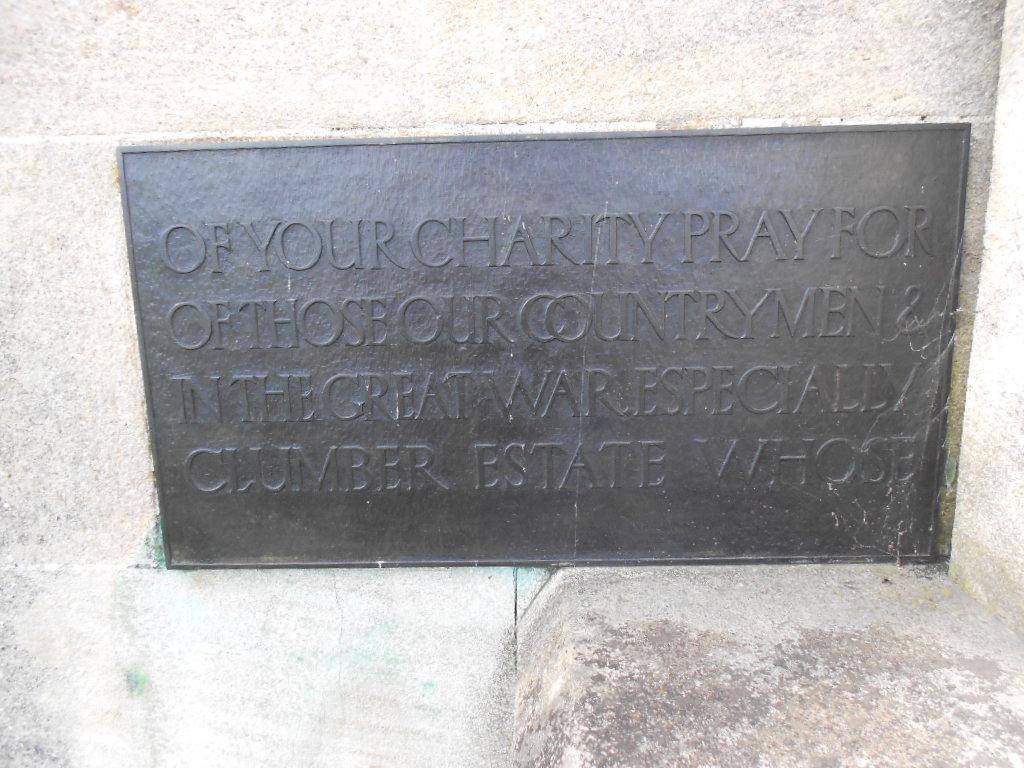 OF YOUR CHARITY PRAY FOR
OF THOSE OUR COUNTRYMEN &
IN THE GREAT WAR ESPECIALLY
CLUMBER ESTATE WHOSE